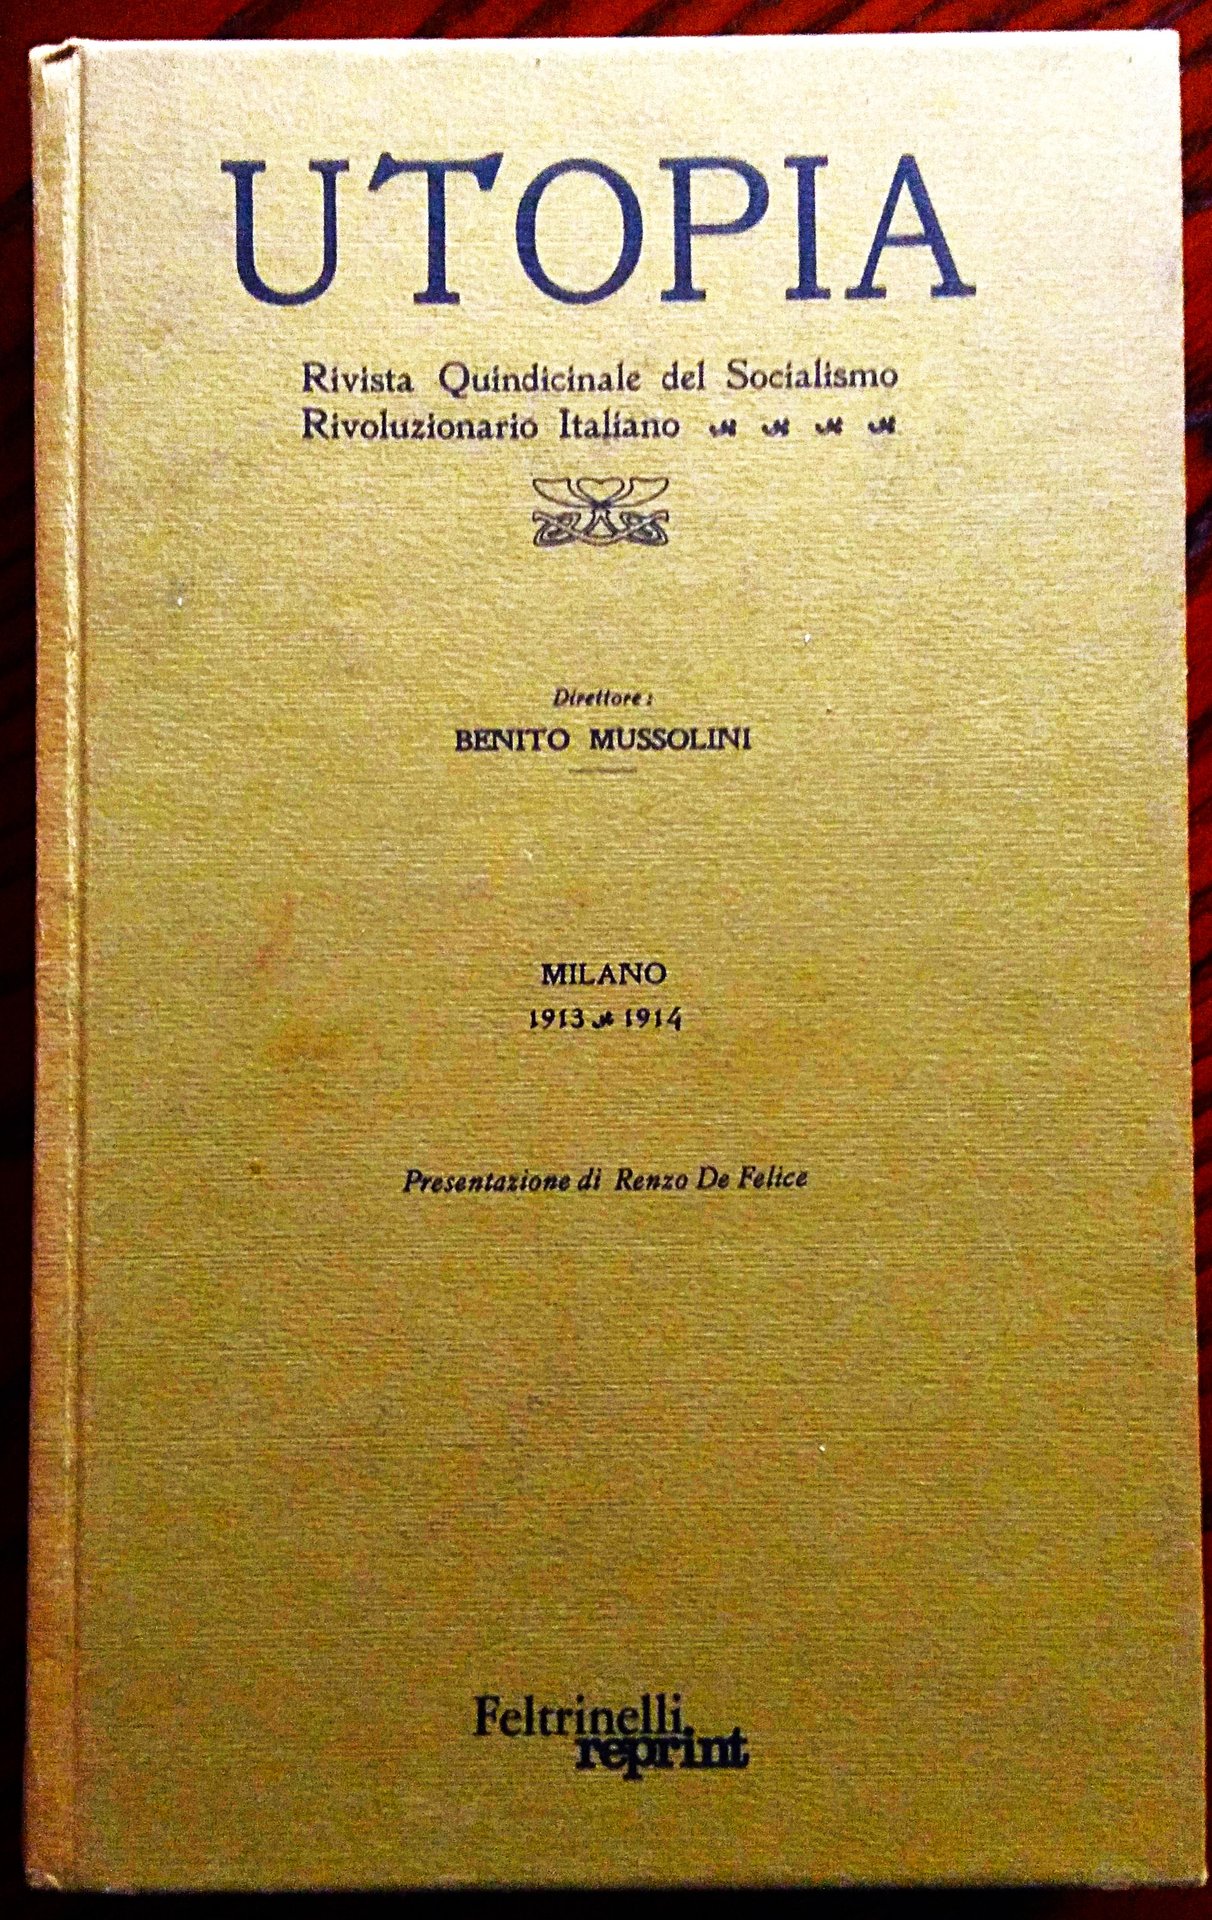 UTOPIA
Rivista Quindicinale del Socialismo
Rivoluzionario Italiano
Direttore:
BENITO MUSSOLINI
MILANO
1913 1914
Presentazione di Renzo De Felice
Feltrinelli
reprint